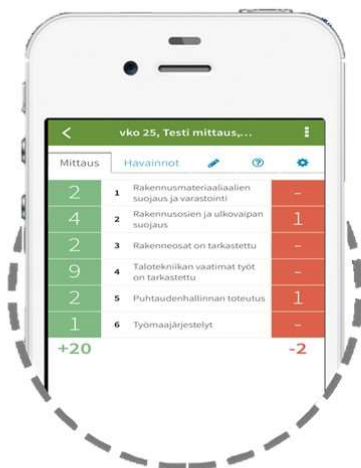 vko 25, Testi mittaus,...
Mittaus Havainnot
2 1 Rakennusmateriaaliaalien suojaus ja varastointi -
4 2 Rakennusosien ja ulkovaipan suojaus 1
2 3 Rakenneosat on tarkastettu -
9 4 Talotekniikan vaatimat työt on tarkastettu -
2 5 Puhtaudenhallinnan toteutus 1
1 6 Työmaajärjestelyt -
+20 -2